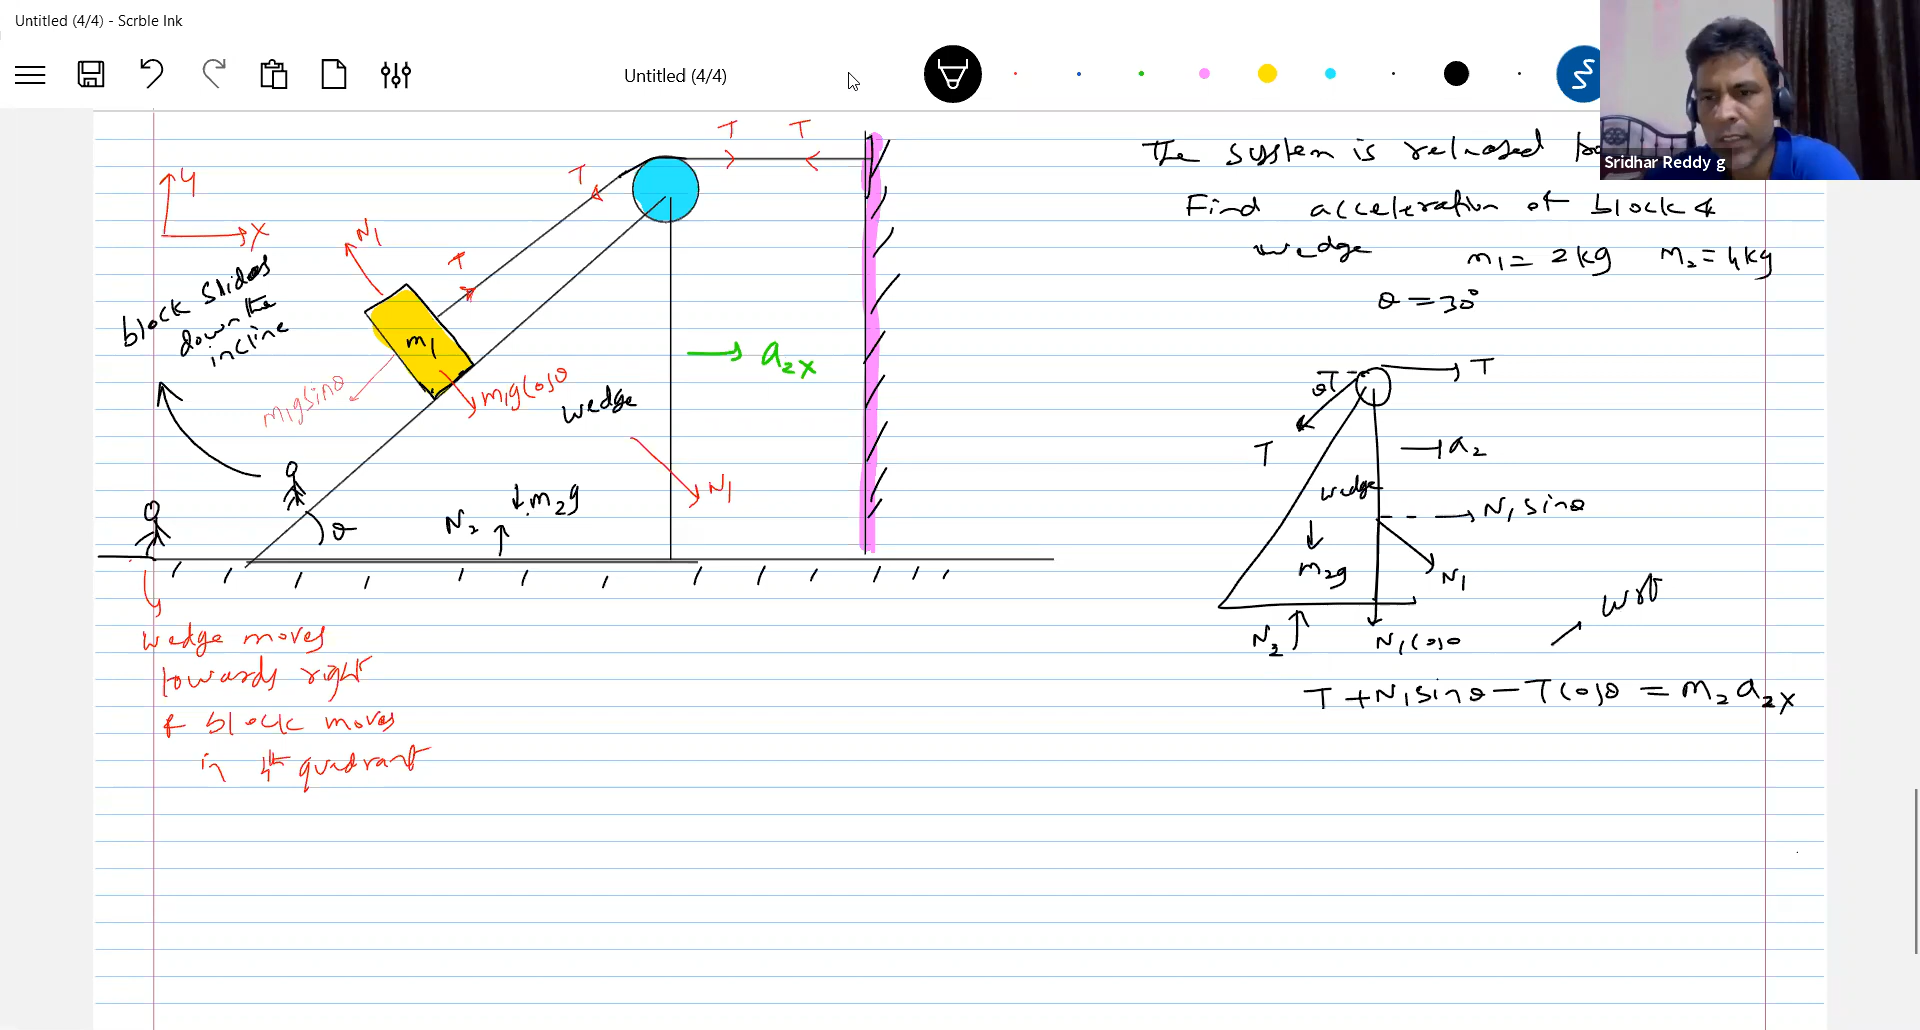 Untitled (4/4) - Scrble Ink
Untitled (4/4)
Sridhar Reddy g
The system is released
Find acceleration of block &
wedge m1 = 2kg m2 = 4kg
θ = 30°
y
x
N1
T
T
T
T
block slides
down the
incline
m1
m1gsinθ
m1gcosθ
wedge
a2x
N1
N2
m2g
θ
wedge moves
towards right
& block moves
in 4th quadrant
T
θ
T
T
a2
wedge
N1sinθ
m2g
N1
N2
N1cosθ
wrt
T + N1sinθ - Tcosθ = m2a2x